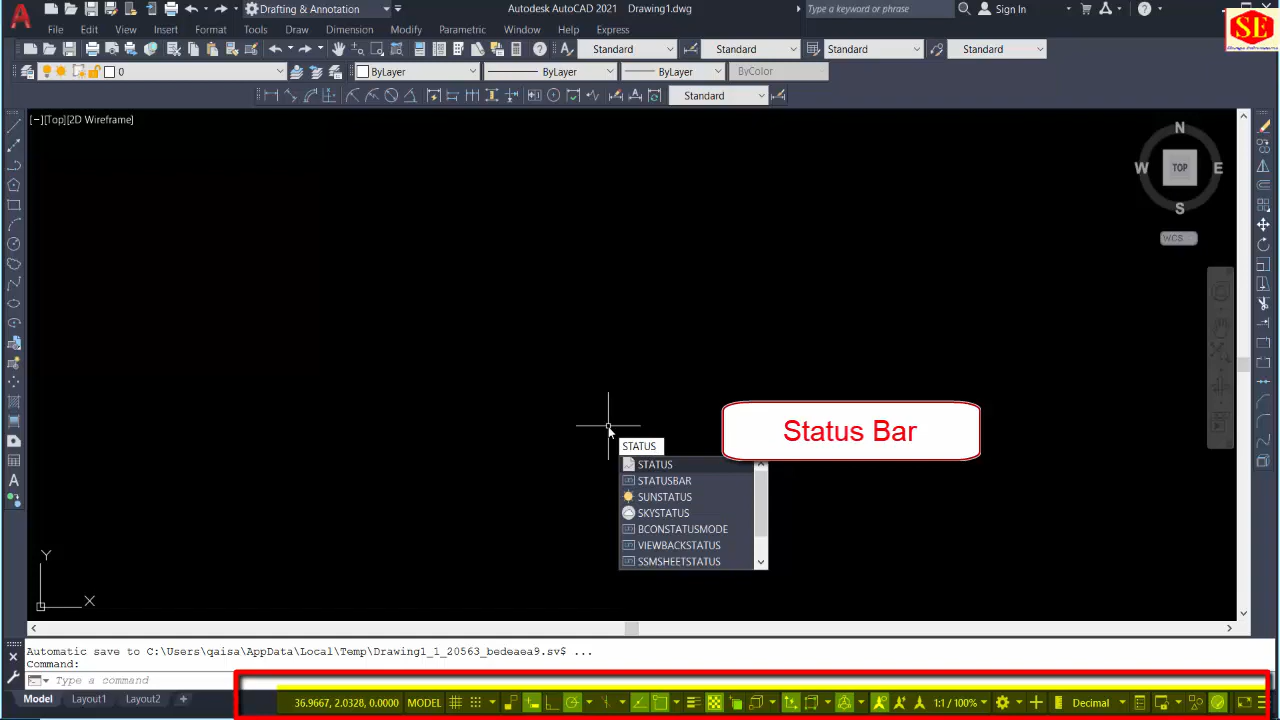 Drafting & Annotation
Autodesk AutoCAD 2021 Drawing1.dwg
Type a keyword or phrase
Sign In
SE
File Edit View Insert Format Tools Draw Dimension Modify Parametric Window Help Express
Standard Standard Standard Standard
0 ByLayer ByLayer ByLayer ByColor
Standard
[−][Top][2D Wireframe]
N
W TOP E
S
WCS
A
STATUS
STATUS
STATUSBAR
SUNSTATUS
SKYSTATUS
BCONSTATUSMODE
VIEWBACKSTATUS
SSMSHEETSTATUS
Status Bar
Y
X
Automatic save to C:\Users\qaisa\AppData\Local\Temp\Drawing1_1_20563_bedeaea9.sv$ ...
Command:
Type a command
Model Layout1 Layout2 +
36.9667, 2.0328, 0.0000 MODEL 1:1 / 100% Decimal